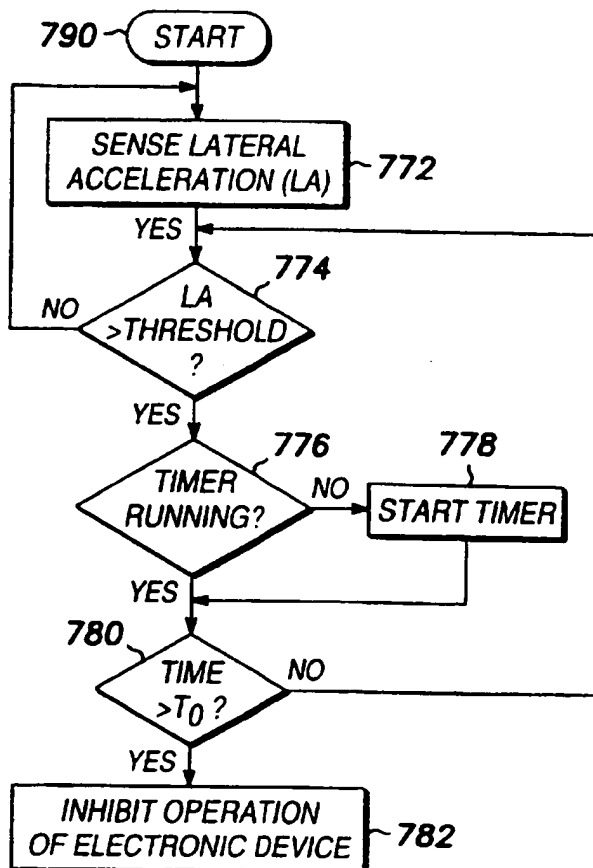 790
START
SENSE LATERAL
ACCELERATION (LA)
772
YES
774
NO
LA
>THRESHOLD
?
YES
776
778
TIMER
RUNNING?
NO
START TIMER
YES
780
TIME
>T0 ?
NO
YES
INHIBIT OPERATION
OF ELECTRONIC DEVICE
782